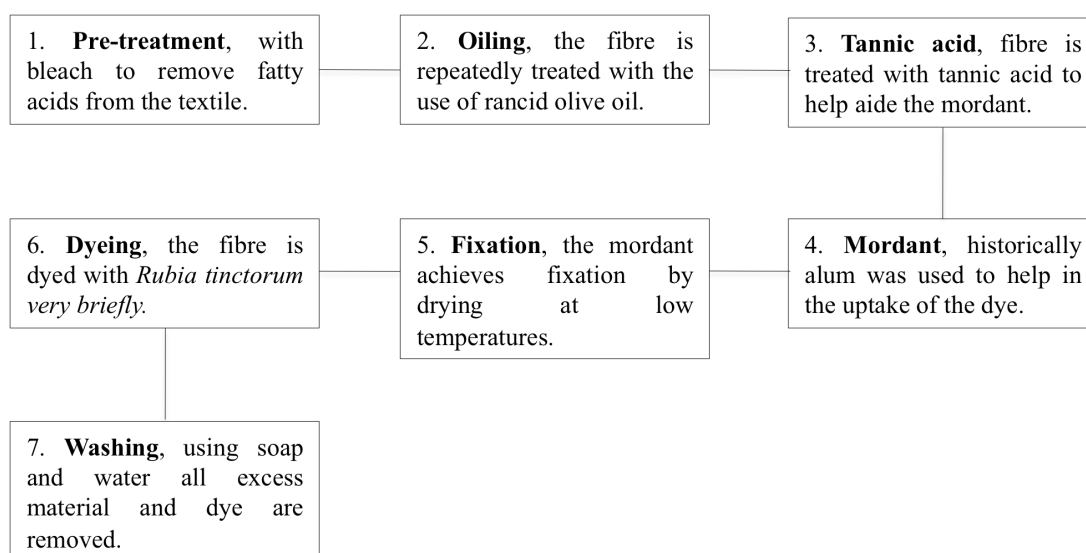 1. Pre-treatment, with
bleach to remove fatty
acids from the textile.
2. Oiling, the fibre is
repeatedly treated with the
use of rancid olive oil.
3. Tannic acid, fibre is
treated with tannic acid to
help aide the mordant.
4. Mordant, historically
alum was used to help in
the uptake of the dye.
5. Fixation, the mordant
achieves fixation by
drying at low
temperatures.
6. Dyeing, the fibre is
dyed with Rubia tinctorum
very briefly.
7. Washing, using soap
and water all excess
material and dye are
removed.